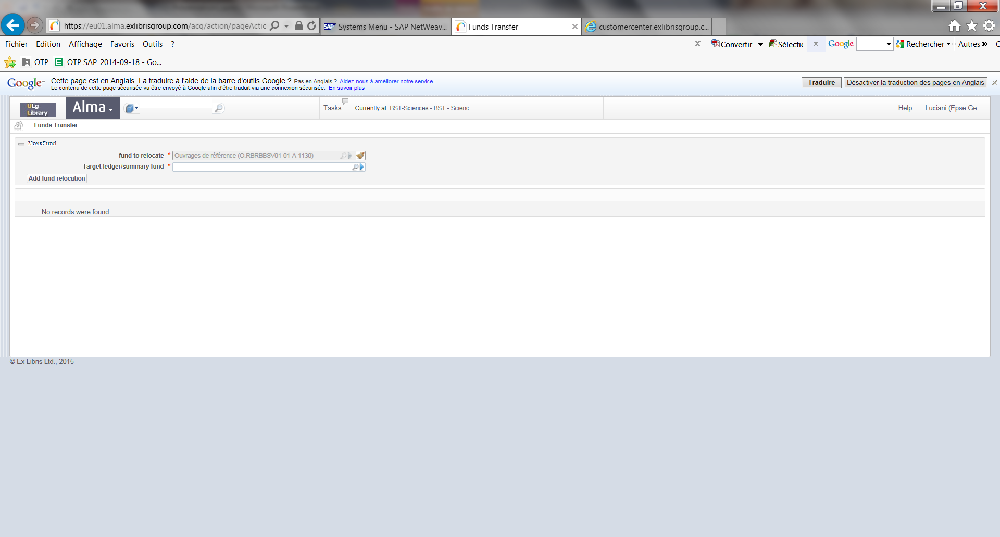 https://eu01.alma.exlibrisgroup.com/acq/action/pageActic
SAP Systems Menu - SAP NetWeav...
Funds Transfer
customercenter.exlibrisgroup.c...
Fichier Edition Affichage Favoris Outils ?
x Convertir Sélectic x Google Rechercher Autres »
OTP OTP SAP_2014-09-18 - Go...
Google™ Cette page est en Anglais. La traduire à l'aide de la barre d'outils Google ? Pas en Anglais ? Aidez-nous à améliorer notre service.
Traduire Désactiver la traduction des pages en Anglais
Le contenu de cette page sécurisée va être envoyé à Google afin d'être traduit via une connexion sécurisée. En savoir plus
ULg
Library
Alma
Tasks
Currently at: BST-Sciences - BST - Scienc...
Help
Luciani (Epse Ge...
Funds Transfer
MoveFund
fund to relocate * Ouvrages de référence (O.RBRBBSV01-01-A-1130)
Target ledger/summary fund *
Add fund relocation
No records were found.
© Ex Libris Ltd., 2015